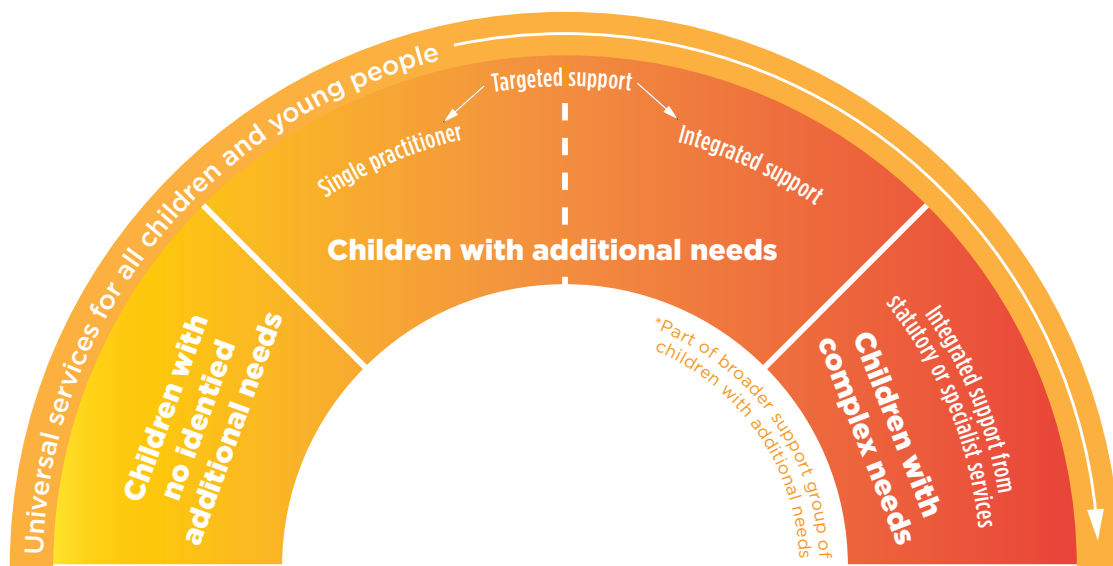 Universal services for all children and young people
Targeted support
Single practitioner
Integrated support
Children with additional needs
Children with
no identied
additional needs
*Part of broader support group of
children with additional needs
Children with
complex needs
Integrated support from
statutory or specialist services